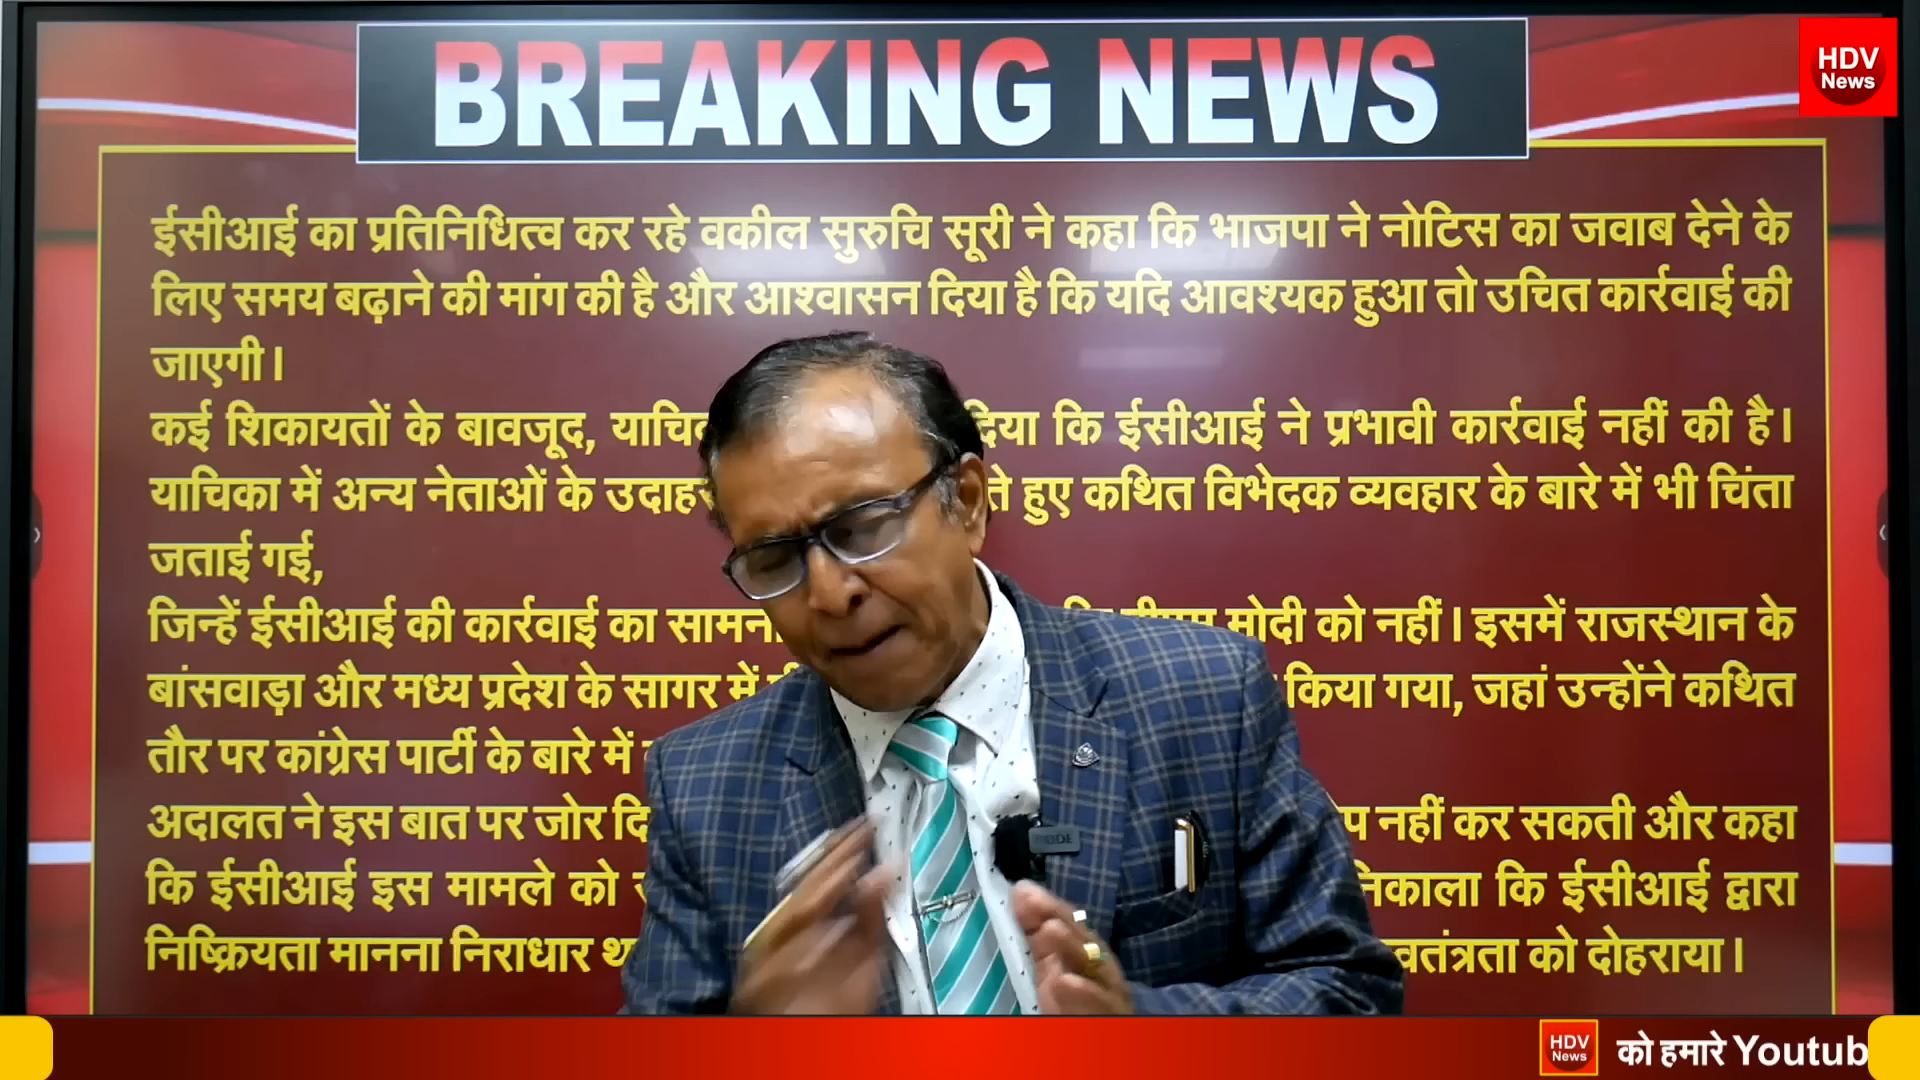 BREAKING NEWS
HDV
News
ईसीआई का प्रतिनिधित्व कर रहे वकील सुरुचि सूरी ने कहा कि भाजपा ने नोटिस का जवाब देने के
लिए समय बढ़ाने की मांग की है और आश्वासन दिया है कि यदि आवश्यक हुआ तो उचित कार्रवाई की
जाएगी।
कई शिकायतों के बावजूद, दिया कि ईसीआई ने प्रभावी कार्रवाई नहीं की है।
याचिका में अन्य नेताओं के हुए कथित विभेदक व्यवहार के बारे में भी चिंता
जताई गई,
जिन्हें ईसीआई की कार्रवाई का मोदी को नहीं। इसमें राजस्थान के
बांसवाड़ा और मध्य प्रदेश के सागर में किया गया, जहां उन्होंने कथित
तौर पर कांग्रेस पार्टी के बारे में
अदालत ने इस बात पर जोर नहीं कर सकती और कहा
कि ईसीआई इस मामले को कि ईसीआई द्वारा
निष्क्रियता मानना निराधार को दोहराया।
HDV
News
को हमारे Youtub